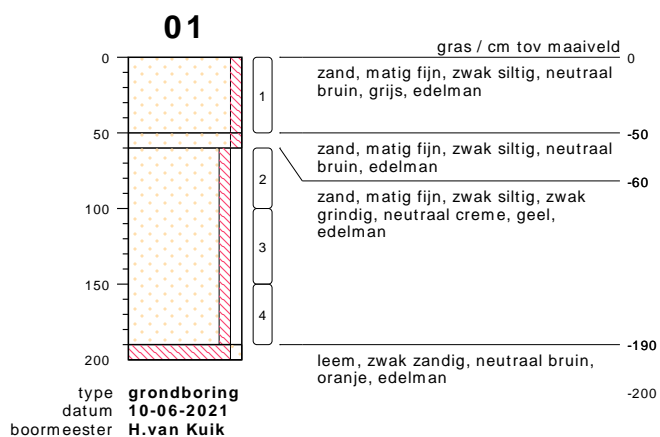 01
gras / cm tov maaiveld
0
0
zand, matig fijn, zwak siltig, neutraal
bruin, grijs, edelman
1
50
-50
zand, matig fijn, zwak siltig, neutraal
bruin, edelman
2
-60
zand, matig fijn, zwak siltig, zwak
grindig, neutraal creme, geel,
edelman
100
3
150
4
-190
leem, zwak zandig, neutraal bruin,
oranje, edelman
200
-200
type grondboring
datum 10-06-2021
boormeester H.van Kuik